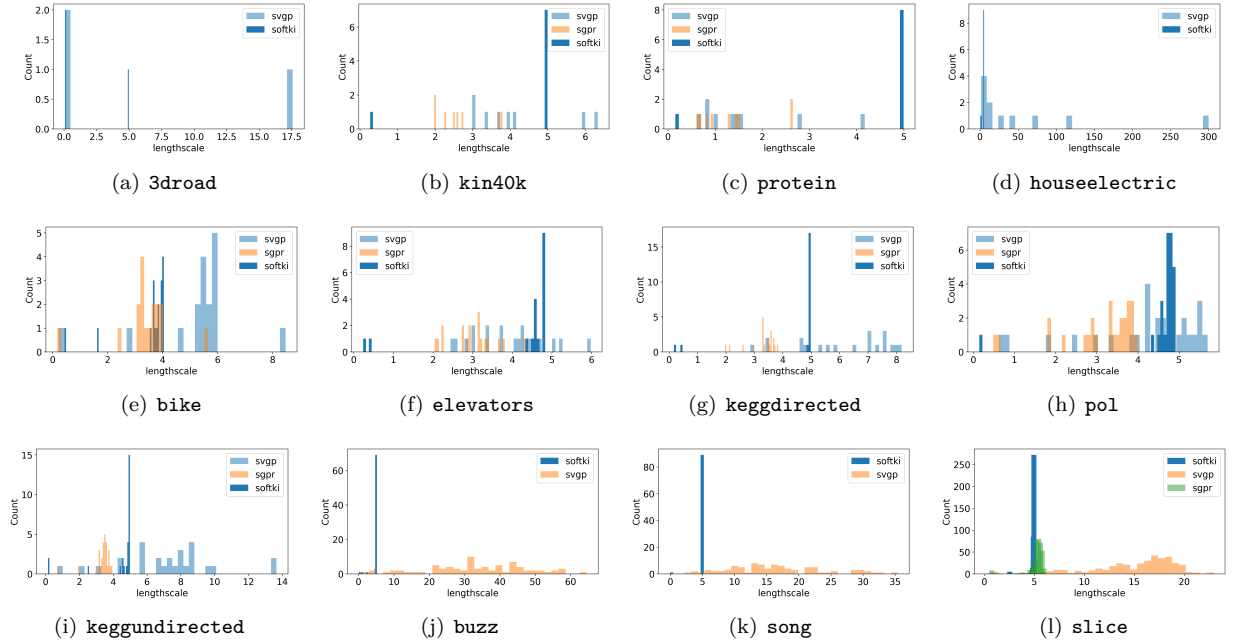 2.0
1.5
1.0
0.5
0.0
Count
svgp
softki
0.0 2.5 5.0 7.5 10.0 12.5 15.0 17.5
lengthscale
(a) 3droad
6
4
2
0
Count
svgp
sgpr
softki
0 1 2 3 4 5 6
lengthscale
(b) kin40k
8
6
4
2
0
Count
svgp
sgpr
softki
0 1 2 3 4 5
lengthscale
(c) protein
8
6
4
2
0
Count
svgp
softki
0 50 100 150 200 250 300
lengthscale
(d) houseelectric
5
4
3
2
1
0
Count
svgp
sgpr
softki
0 2 4 6 8
lengthscale
(e) bike
8
6
4
2
0
Count
svgp
sgpr
softki
0 1 2 3 4 5 6
lengthscale
(f) elevators
15
10
5
0
Count
svgp
sgpr
softki
0 1 2 3 4 5 6 7 8
lengthscale
(g) keggdirected
6
4
2
0
Count
svgp
sgpr
softki
0 1 2 3 4 5
lengthscale
(h) pol
15
10
5
0
Count
svgp
sgpr
softki
0 2 4 6 8 10 12 14
lengthscale
(i) keggundirected
60
40
20
0
Count
softki
svgp
0 10 20 30 40 50 60
lengthscale
(j) buzz
80
60
40
20
0
Count
softki
svgp
0 5 10 15 20 25 30 35
lengthscale
(k) song
250
200
150
100
50
0
Count
softki
svgp
sgpr
0 5 10 15 20
lengthscale
(l) slice